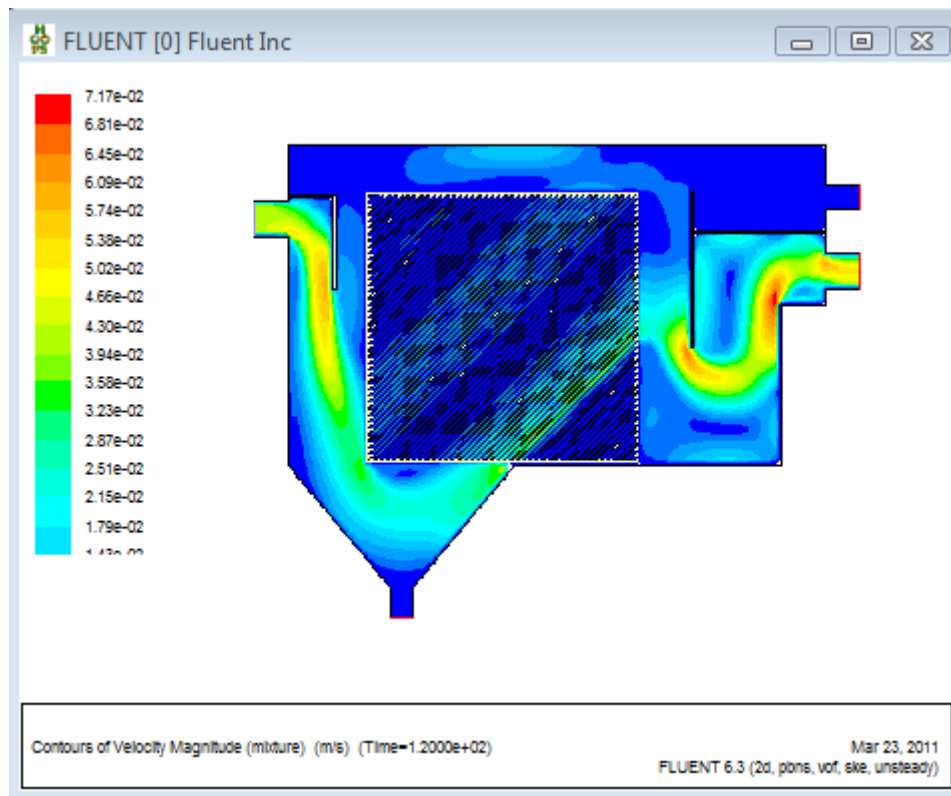 FLUENT [0] Fluent Inc
7.17e-02
6.81e-02
6.45e-02
6.09e-02
5.74e-02
5.38e-02
5.02e-02
4.66e-02
4.30e-02
3.94e-02
3.58e-02
3.23e-02
2.87e-02
2.51e-02
2.15e-02
1.79e-02
1.43e-02
Contours of Velocity Magnitude (mixture) (m/s) (Time=1.2000e+02)
Mar 23, 2011
FLUENT 6.3 (2d, pbns, vof, ske, unsteady)